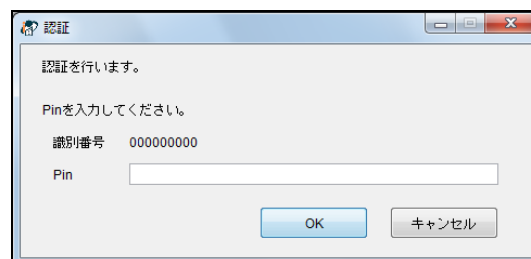 認証
認証を行います。
Pinを入力してください。
識別番号 000000000
Pin
OK キャンセル